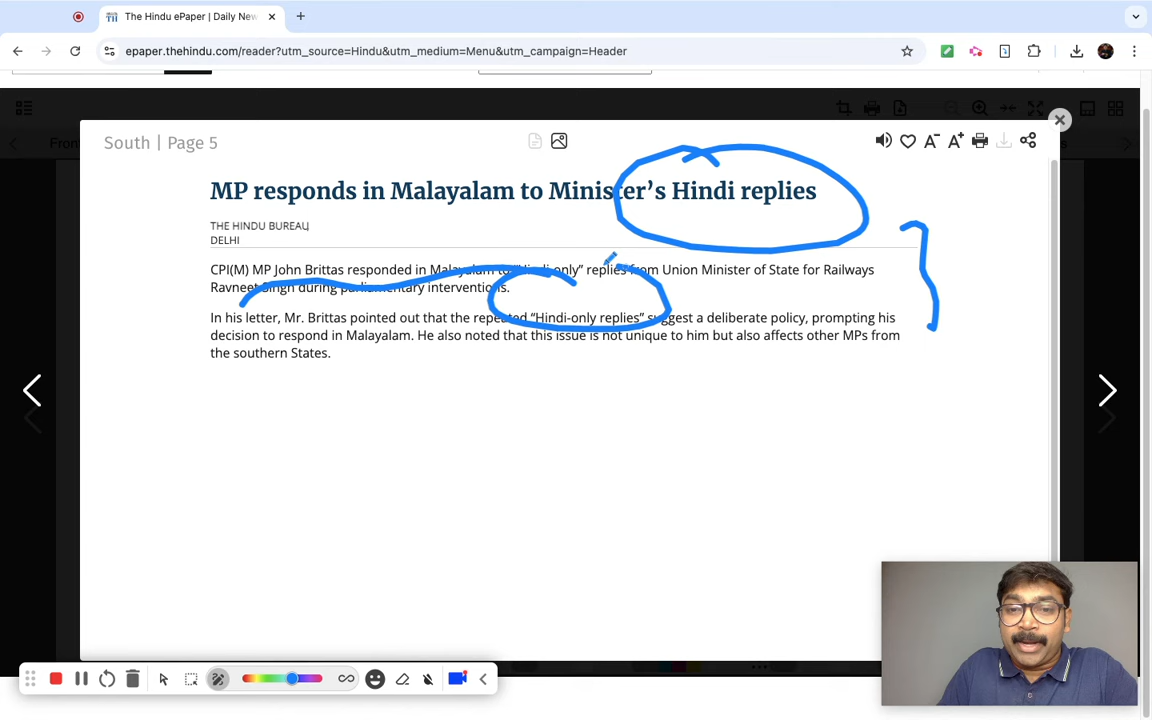 The Hindu ePaper | Daily New
epaper.thehindu.com/reader?utm_source=Hindu&utm_medium=Menu&utm_campaign=Header
South | Page 5
MP responds in Malayalam to Minister’s Hindi replies
THE HINDU BUREAU
DELHI
CPI(M) MP John Brittas responded in Malayalam to “Hindi-only” replies from Union Minister of State for Railways
Ravneet Singh during parliamentary interventions.
In his letter, Mr. Brittas pointed out that the repeated “Hindi-only replies” suggest a deliberate policy, prompting his
decision to respond in Malayalam. He also noted that this issue is not unique to him but also affects other MPs from
the southern States.